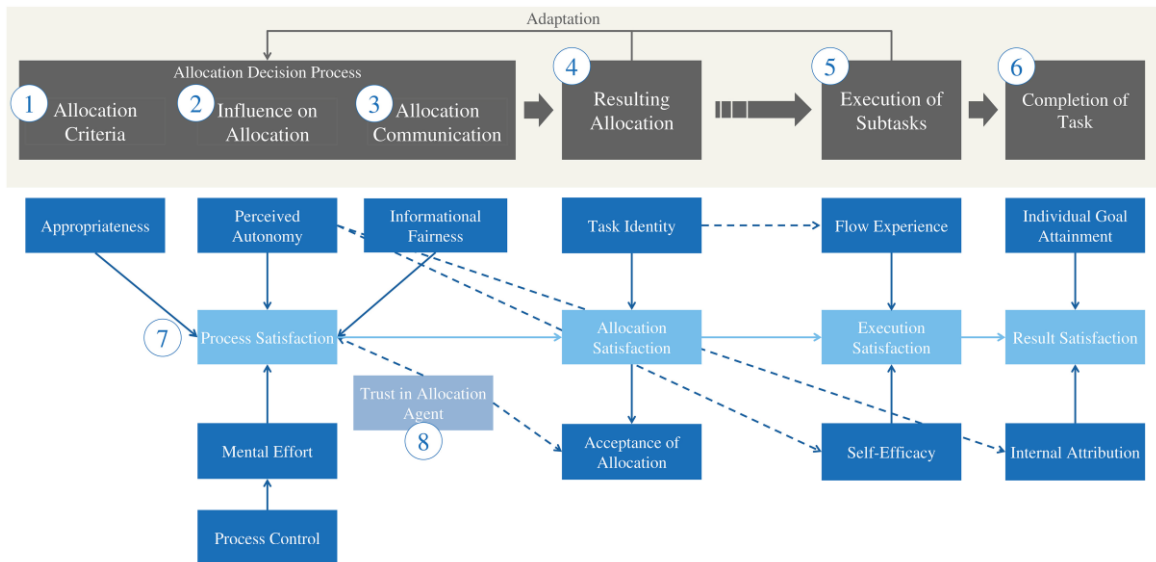 Adaptation
Allocation Decision Process
1
Allocation
Criteria
2
Influence on
Allocation
3
Allocation
Communication
4
Resulting
Allocation
5
Execution of
Subtasks
6
Completion of
Task
Appropriateness
Perceived
Autonomy
Informational
Fairness
Task Identity
Flow Experience
Individual Goal
Attainment
7
Process Satisfaction
Allocation
Satisfaction
Execution
Satisfaction
Result Satisfaction
Trust in Allocation
Agent
8
Mental Effort
Acceptance of
Allocation
Self-Efficacy
Internal Attribution
Process Control